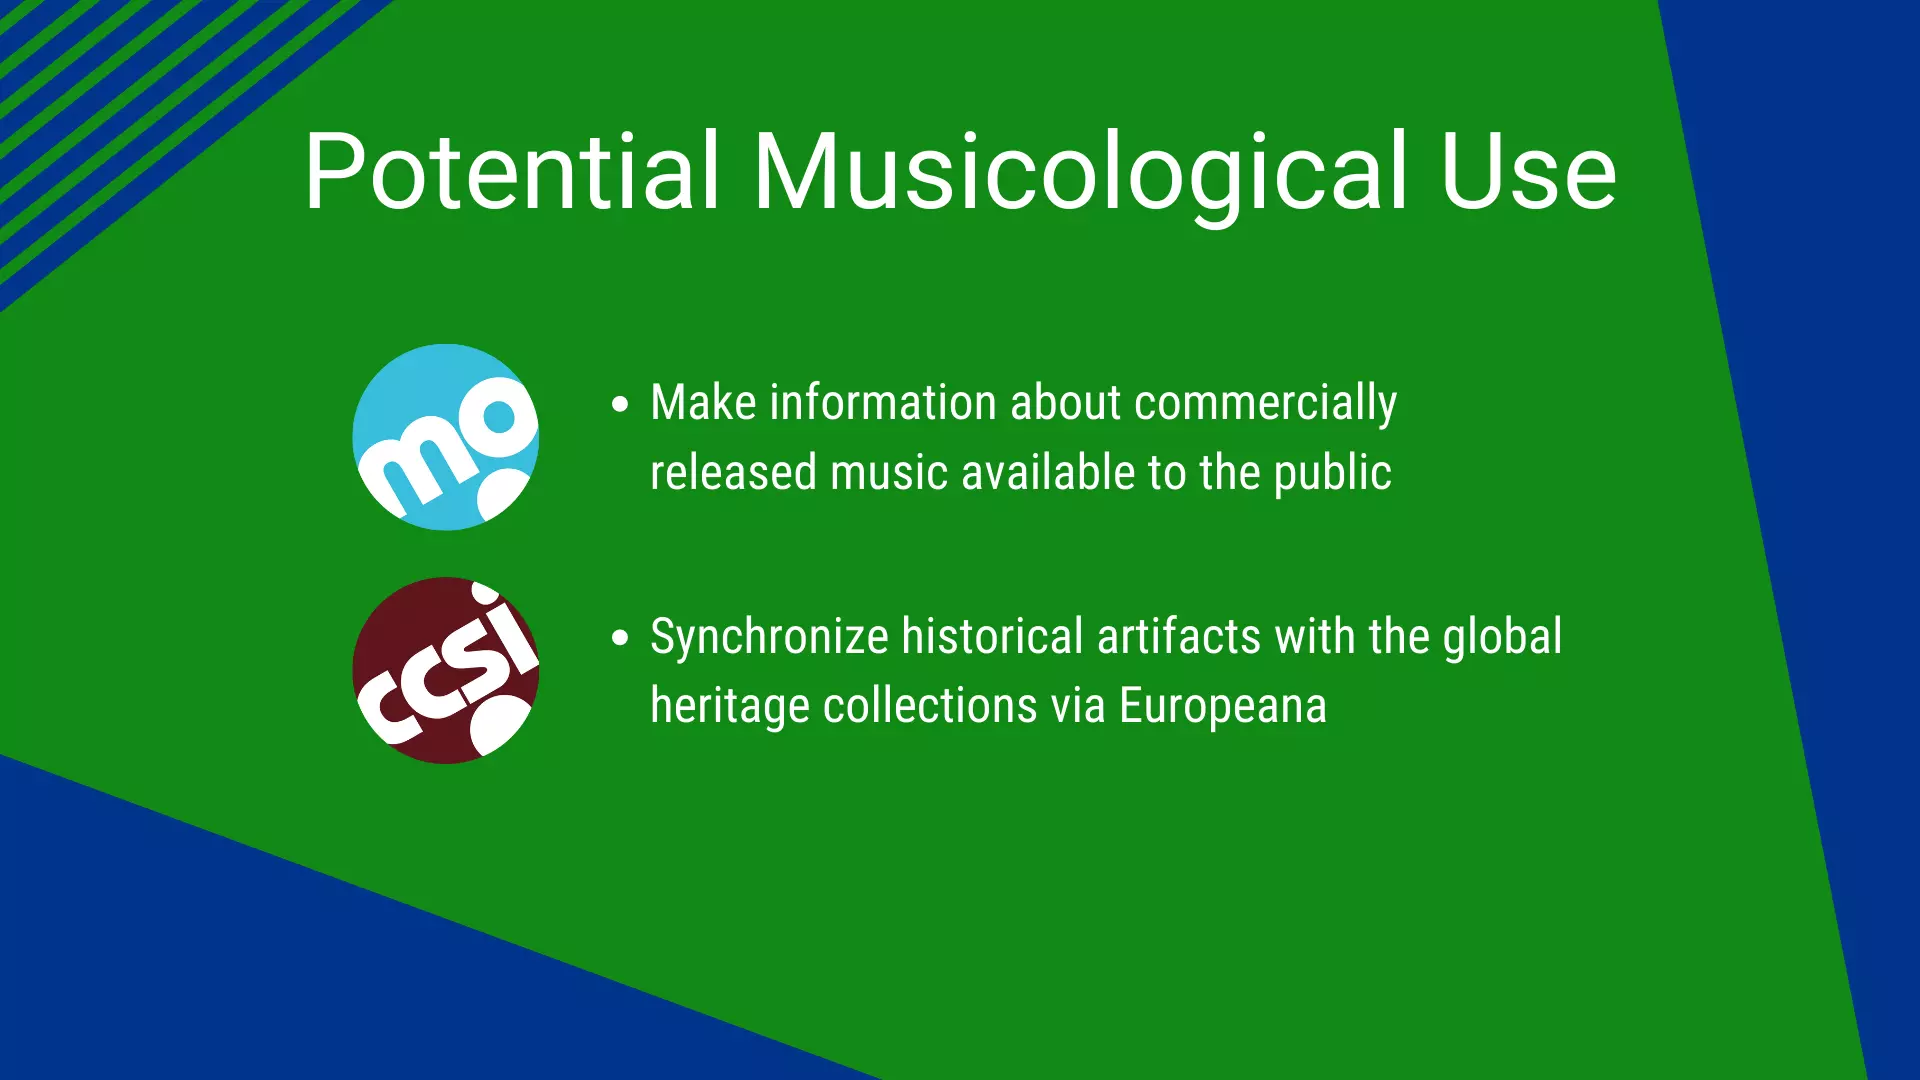 Potential Musicological Use
mo
• Make information about commercially
released music available to the public
ccsi
• Synchronize historical artifacts with the global
heritage collections via Europeana